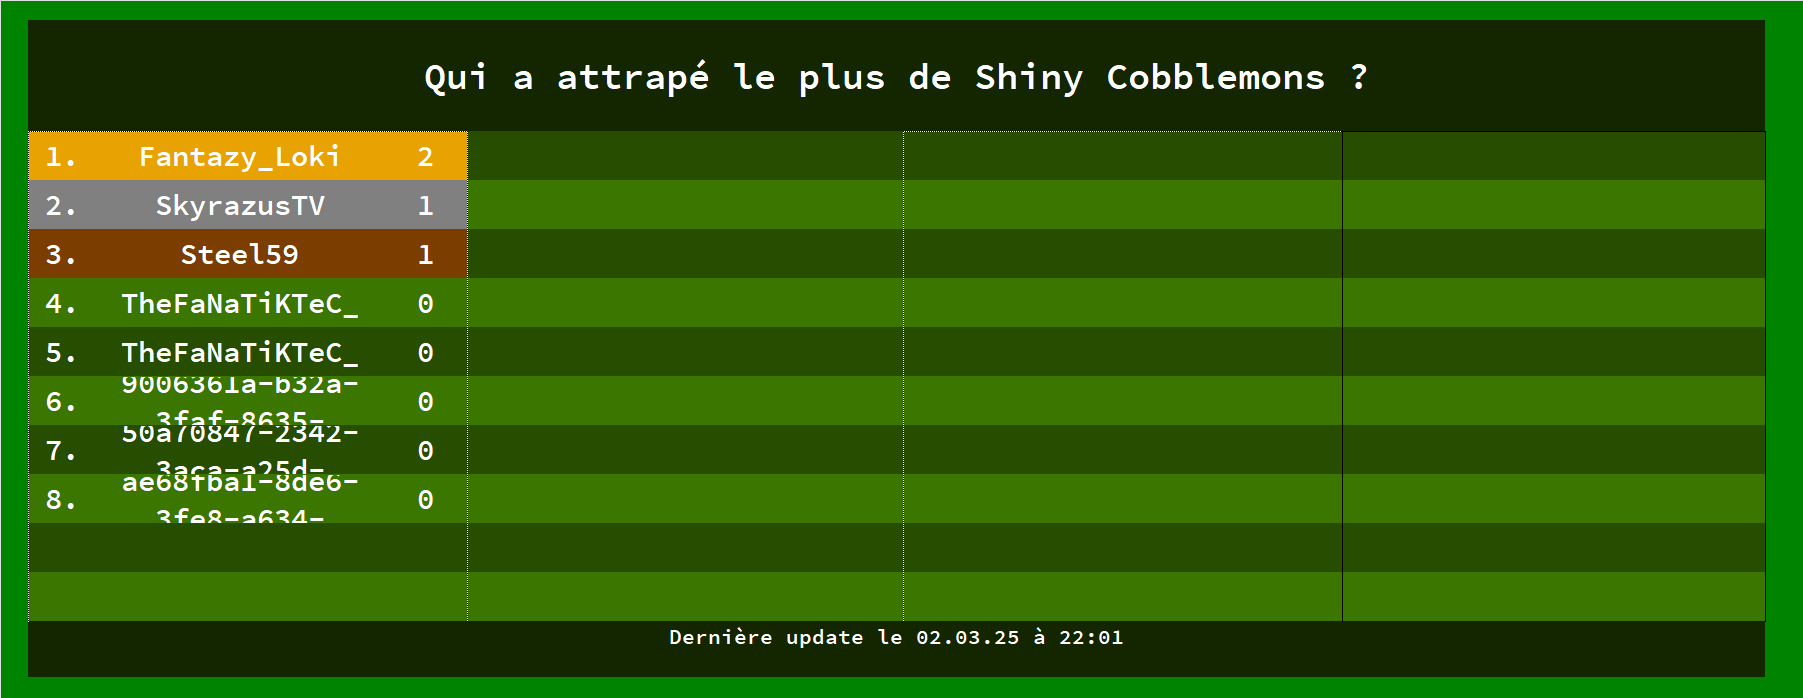 Qui a attrapé le plus de Shiny Cobblemons ?
1. Fantazy_Loki 2
2. SkyrazusTV 1
3. Steel59 1
4. TheFaNaTiKTeC_ 0
5. TheFaNaTiKTeC_ 0
9006361a-b32a-
6. 0
3faf-8635-
50a70847-2342-
7. 0
3aca-a25d-
ae68fba1-8de6-
8. 0
3fe8-a634-
Dernière update le 02.03.25 à 22:01